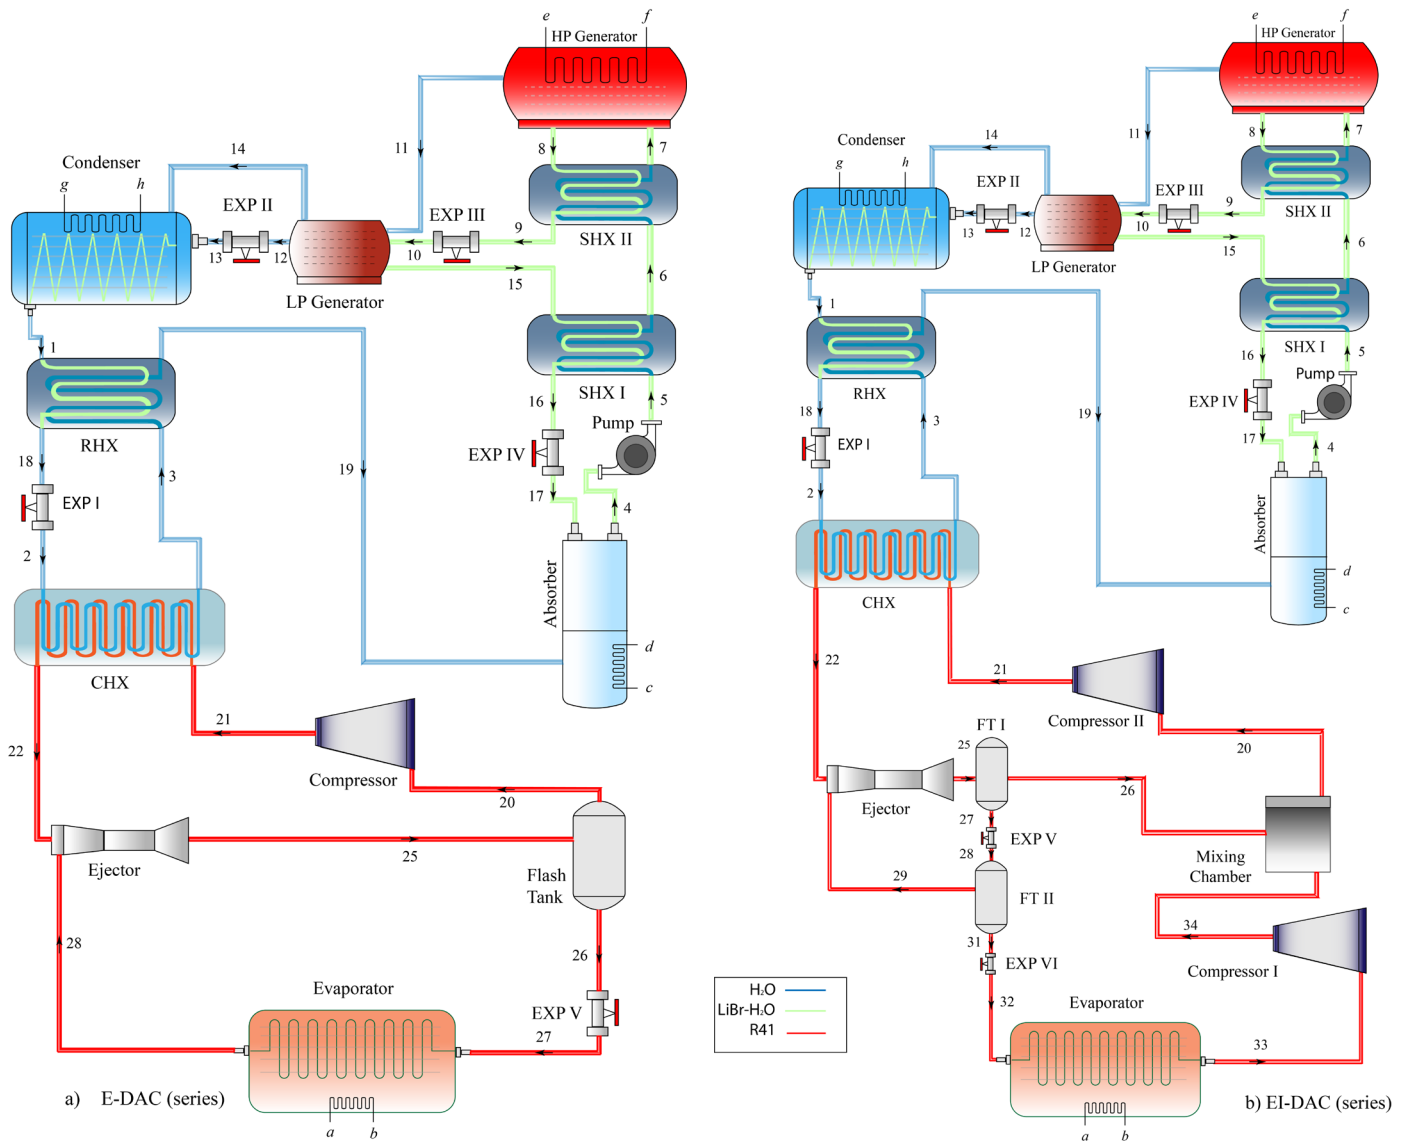 e
f
HP Generator
11
8
7
14
Condenser
g
h
EXP II
EXP III
SHX II
9
13
12
10
15
6
LP Generator
1
SHX I
16
5
Pump
RHX
EXP IV
18
3
19
EXP I
17
4
2
Absorber
d
c
CHX
21
22
Compressor
20
Ejector
25
Flash
Tank
28
26
Evaporator
EXP V
27
a) E-DAC (series)
a
b
e
f
HP Generator
11
8
7
14
Condenser
g
h
EXP II
EXP III
SHX II
9
13
12
10
15
6
LP Generator
1
SHX I
16
5
Pump
RHX
EXP IV
18
3
19
EXP I
17
4
2
Absorber
d
c
CHX
22
21
Compressor II
FT I
25
20
26
Ejector
27
EXP V
28
Mixing
Chamber
29
FT II
34
31
EXP VI
Compressor I
32
Evaporator
33
a
b
b) EI-DAC (series)
H₂O
LiBr-H₂O
R41